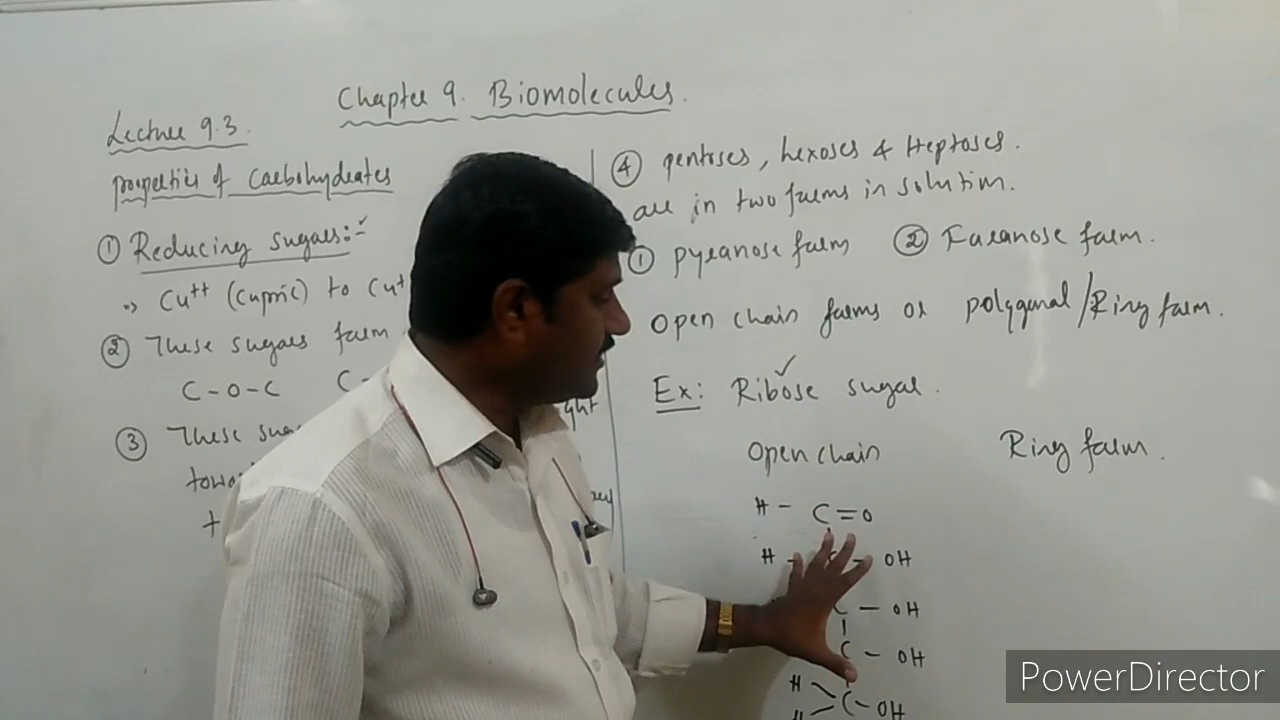 Chapter 9. Biomolecules.
Lecture 9.3.
properties of Carbohydrates
① Reducing sugars:-
Cu++ (Cupric) to Cu+
② These sugars form
C-O-C C-
③ These sugars
④ pentoses, hexoses & Heptoses.
are in two forms in solution.
① pyranose form ② Furanose form.
Open chain forms or polygonal/Ring form.
Ex: Ribose sugar.
Open chain Ring form.
H - C=O
H - C - OH
C - OH
C - OH
H
H C - OH
PowerDirector